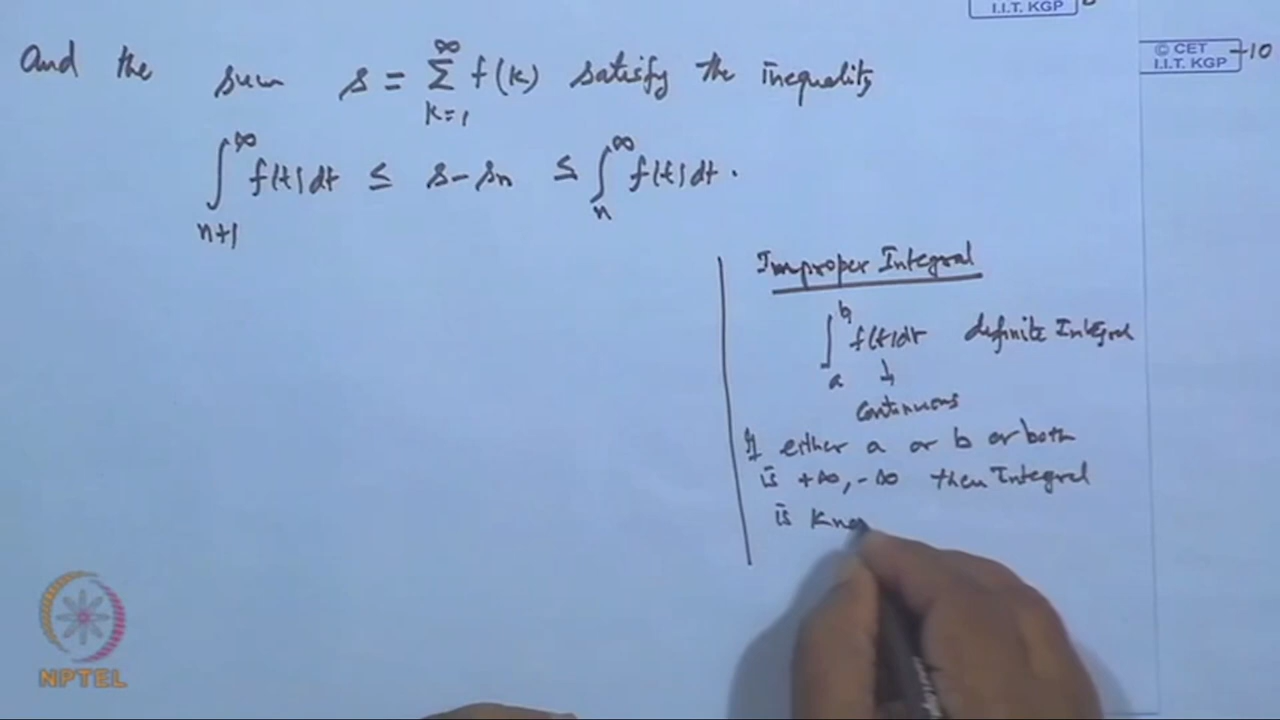 I.I.T. KGP
© CET
I.I.T. KGP
-10
And the sum s = ∑_{k=1}^{∞} f(k) satisfy the inequality
∫_{n+1}^{∞} f(t)dt ≤ s-sn ≤ ∫_{n}^{∞} f(t)dt.
Improper Integral
∫_{a}^{b} f(t)dt definite Integral
↓
Continuous
If either a or b or both
is +∞, -∞ then Integral
is know
NPTEL